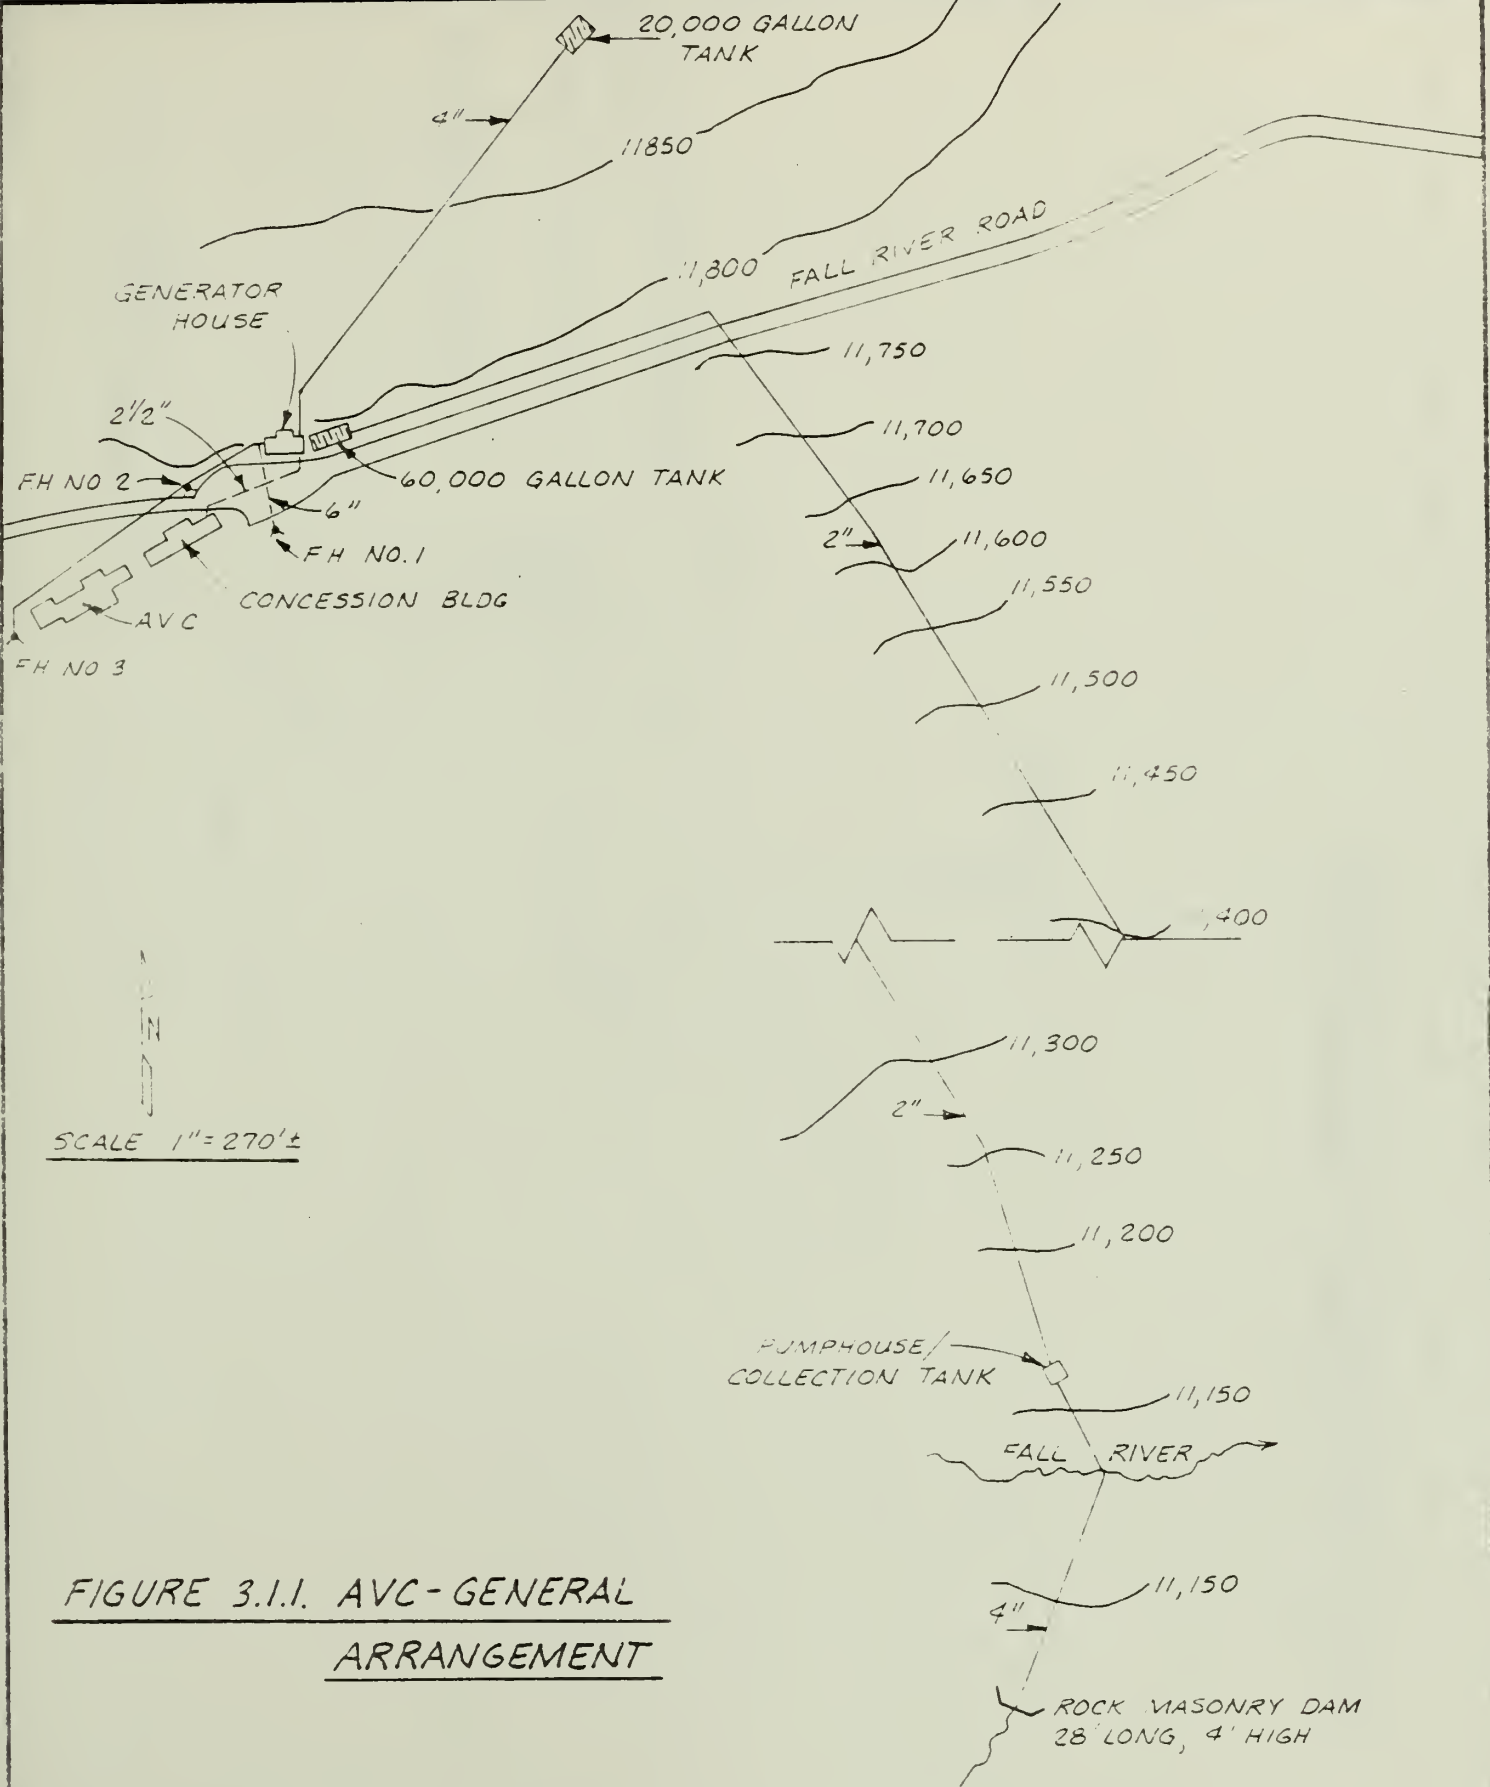 20,000 GALLON
TANK
4"
11850
FALL RIVER ROAD
11,800
GENERATOR
HOUSE
11,750
2 1/2"
11,700
FH NO 2
60,000 GALLON TANK
11,650
6"
2"
11,600
FH NO. 1
11,550
CONCESSION BLDG
AVC
FH NO 3
11,500
11,450
,400
N
11,300
2"
SCALE 1"=270'±
11,250
11,200
PUMPHOUSE/
COLLECTION TANK
11,150
FALL RIVER
FIGURE 3.1.1. AVC-GENERAL
ARRANGEMENT
11,150
4"
ROCK MASONRY DAM
28' LONG, 4' HIGH